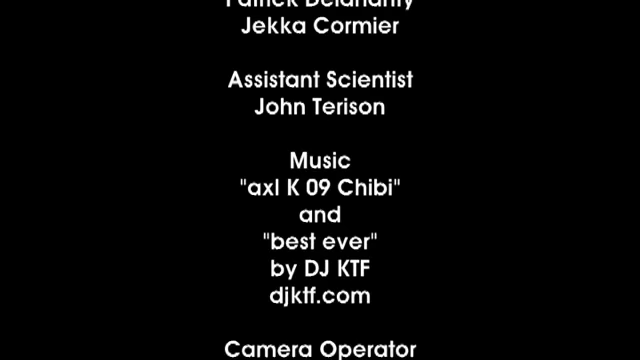 Patrick Delahanty
Jekka Cormier
Assistant Scientist
John Terison
Music
"axl K 09 Chibi"
and
"best ever"
by DJ KTF
djktf.com
Camera Operator